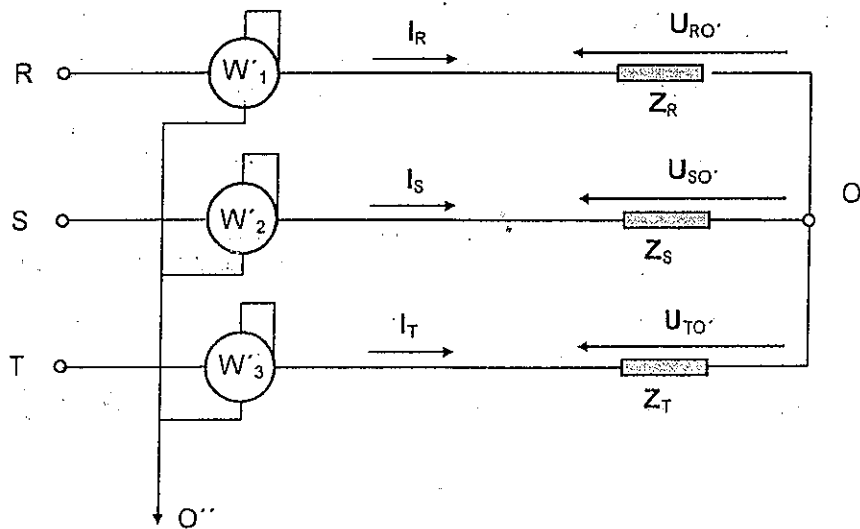 I_R U_RO'
R W'_1
Z_R
I_S U_SO'
O
S W'_2
Z_S
I_T U_TO'
T W'_3
Z_T
O''